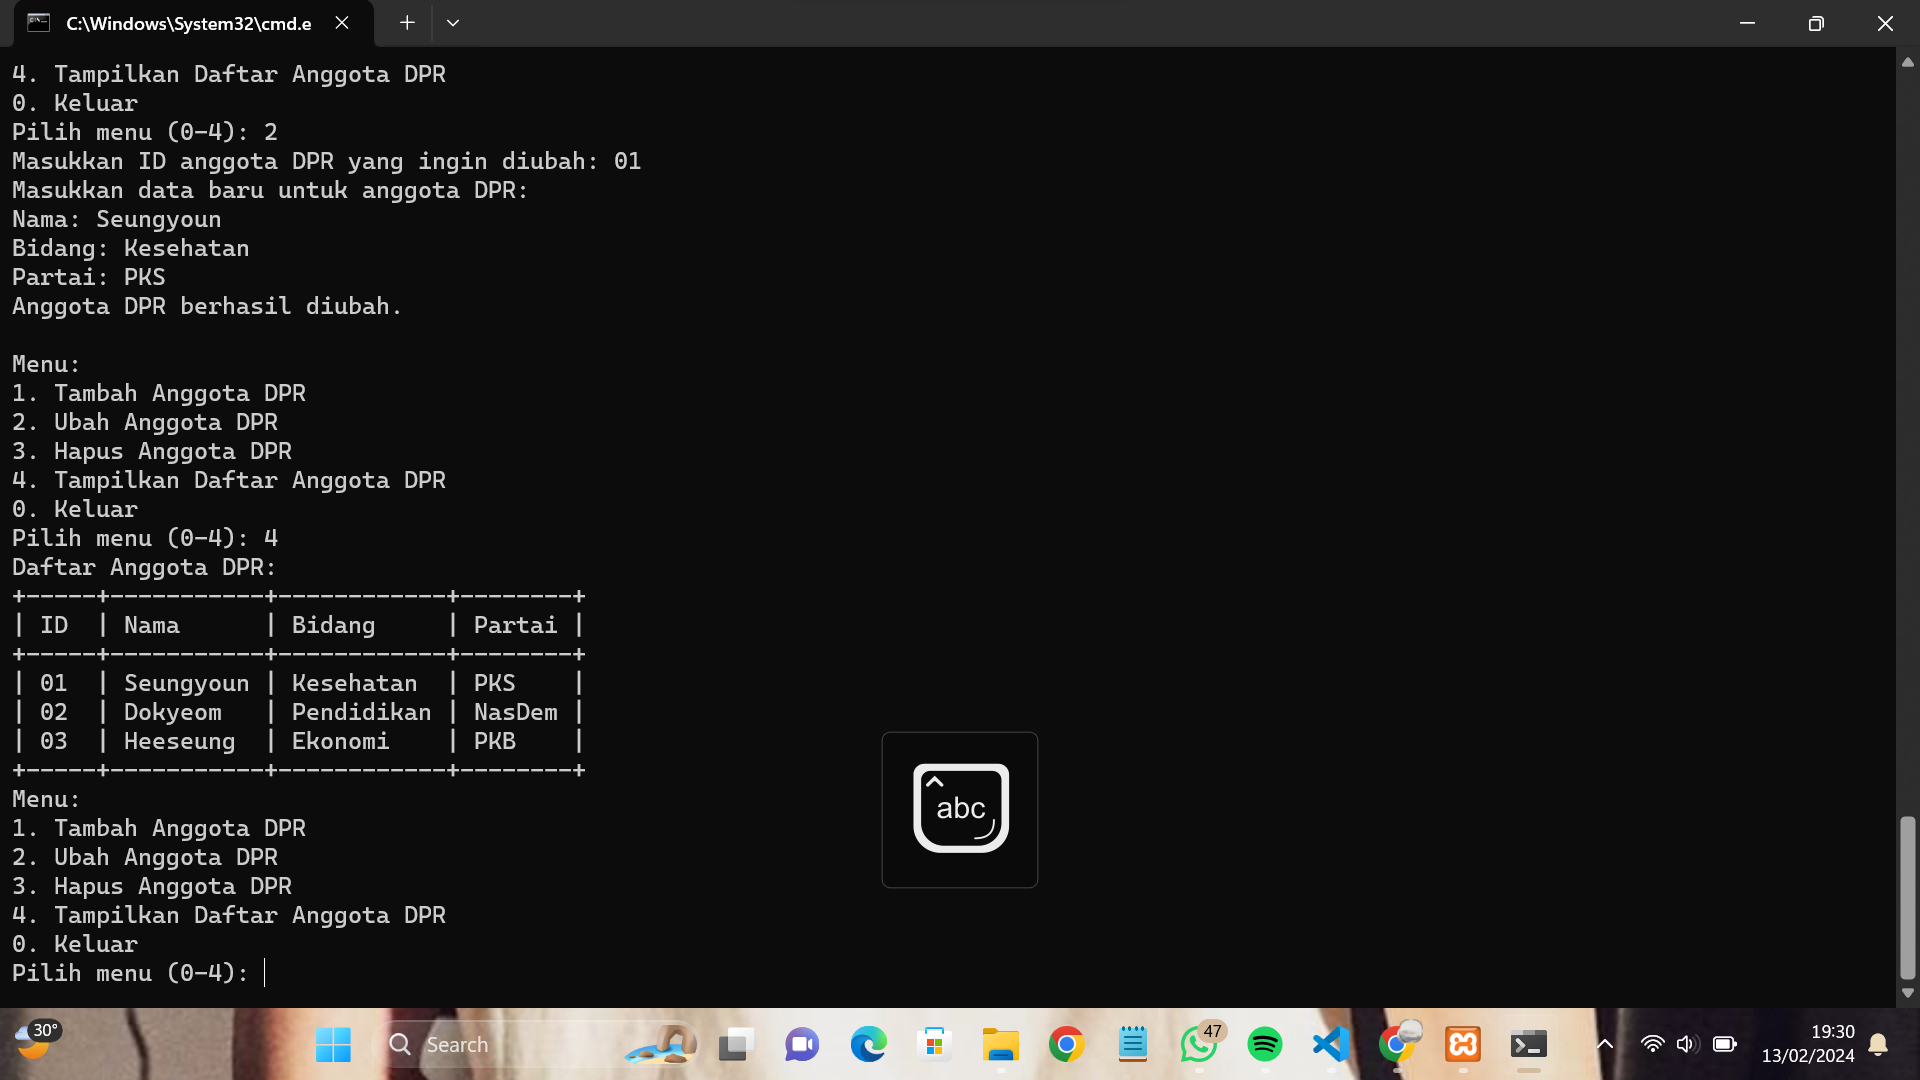 C:\Windows\System32\cmd.e
4. Tampilkan Daftar Anggota DPR
0. Keluar
Pilih menu (0-4): 2
Masukkan ID anggota DPR yang ingin diubah: 01
Masukkan data baru untuk anggota DPR:
Nama: Seungyoun
Bidang: Kesehatan
Partai: PKS
Anggota DPR berhasil diubah.
Menu:
1. Tambah Anggota DPR
2. Ubah Anggota DPR
3. Hapus Anggota DPR
4. Tampilkan Daftar Anggota DPR
0. Keluar
Pilih menu (0-4): 4
Daftar Anggota DPR:
+-----+-----------+------------+--------+
| ID  | Nama      | Bidang     | Partai |
+-----+-----------+------------+--------+
| 01  | Seungyoun | Kesehatan  | PKS    |
| 02  | Dokyeom   | Pendidikan | NasDem |
| 03  | Heeseung  | Ekonomi    | PKB    |
+-----+-----------+------------+--------+
Menu:
1. Tambah Anggota DPR
2. Ubah Anggota DPR
3. Hapus Anggota DPR
4. Tampilkan Daftar Anggota DPR
0. Keluar
Pilih menu (0-4):
abc
30°
Search
47
19:30
13/02/2024